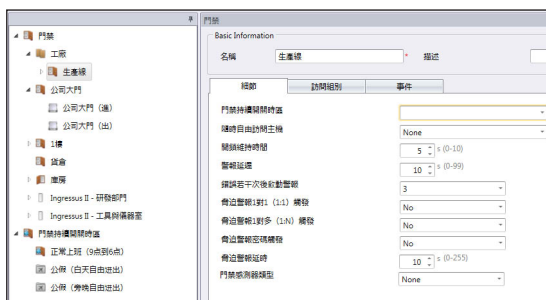 門禁
工廠
生產線
公司大門
公司大門（進）
公司大門（出）
1樓
貨倉
庫房
Ingressus II - 研發部門
Ingressus II - 工具與儀器室
門禁持續開關時區
正常上班（9点到6点）
公假（白天自由進出）
公假（旁晚自由進出）
門禁
Basic Information
名稱 生產線 * 描述
細節 訪問組別 事件
門禁持續開關時區
隨時自由訪問主機 None
開鎖維持時間 5 s (0-10)
警報延遲 10 s (0-99)
錯誤若干次後啟動警報 3
脅迫警報1對1（1:1）觸發 No
脅迫警報1對多（1:N）觸發 No
脅迫警報密碼觸發 No
脅迫警報延時 10 s (0-255)
門禁感測器類型 None